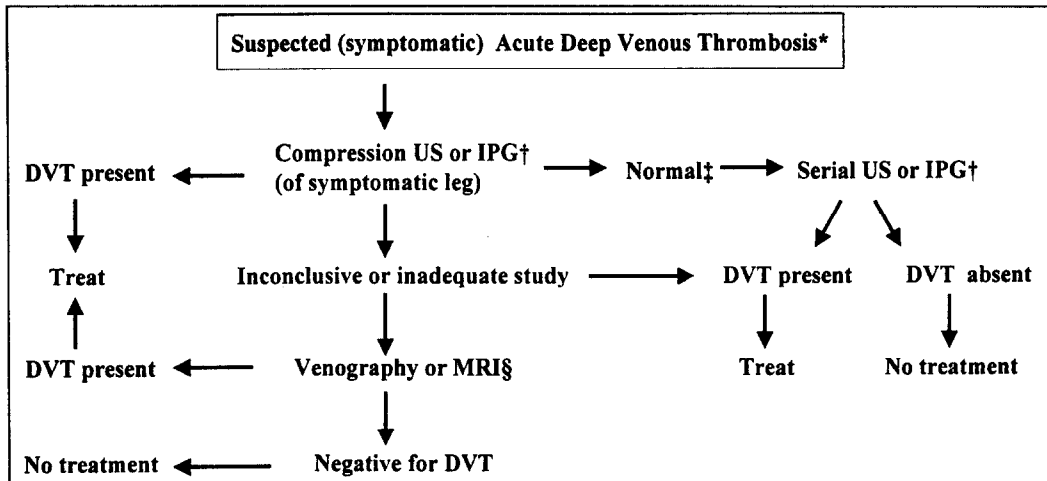 Suspected (symptomatic) Acute Deep Venous Thrombosis*
Compression US or IPG†
(of symptomatic leg)
DVT present
Normal‡
Serial US or IPG†
Treat
Inconclusive or inadequate study
DVT present
DVT absent
DVT present
Venography or MRI§
Treat
No treatment
No treatment
Negative for DVT